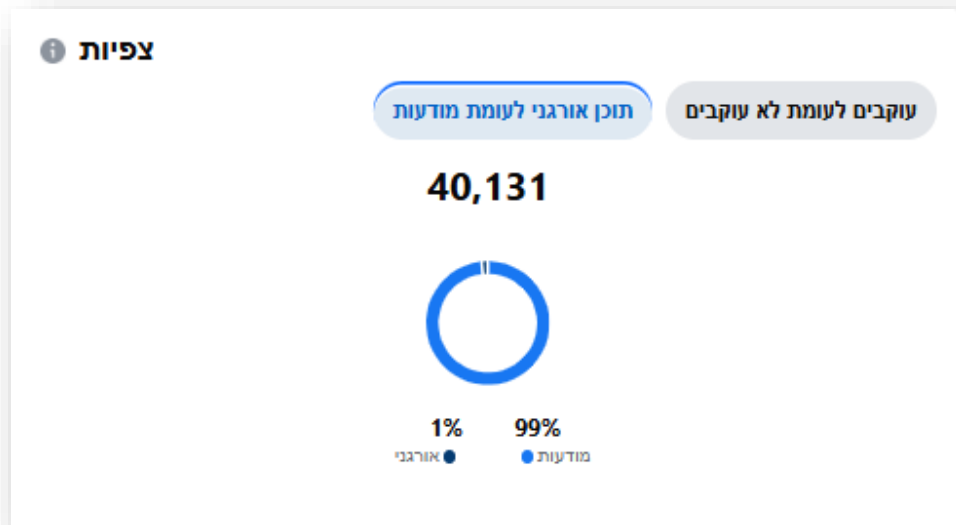 צפיות
עוקבים לעומת לא עוקבים
תוכן אורגני לעומת מודעות
40,131
99%
מודעות
1%
אורגני